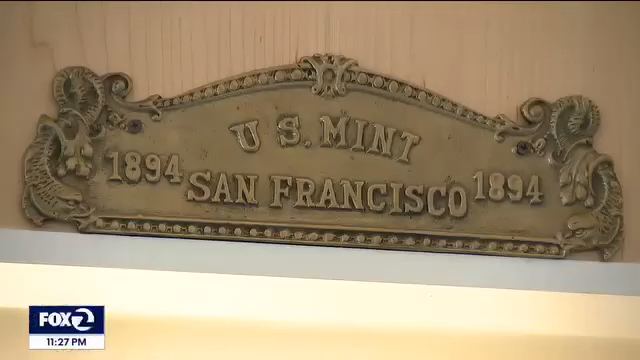 U S. MINT
1894 SAN FRANCISCO 1894
FOX 2
11:27 PM